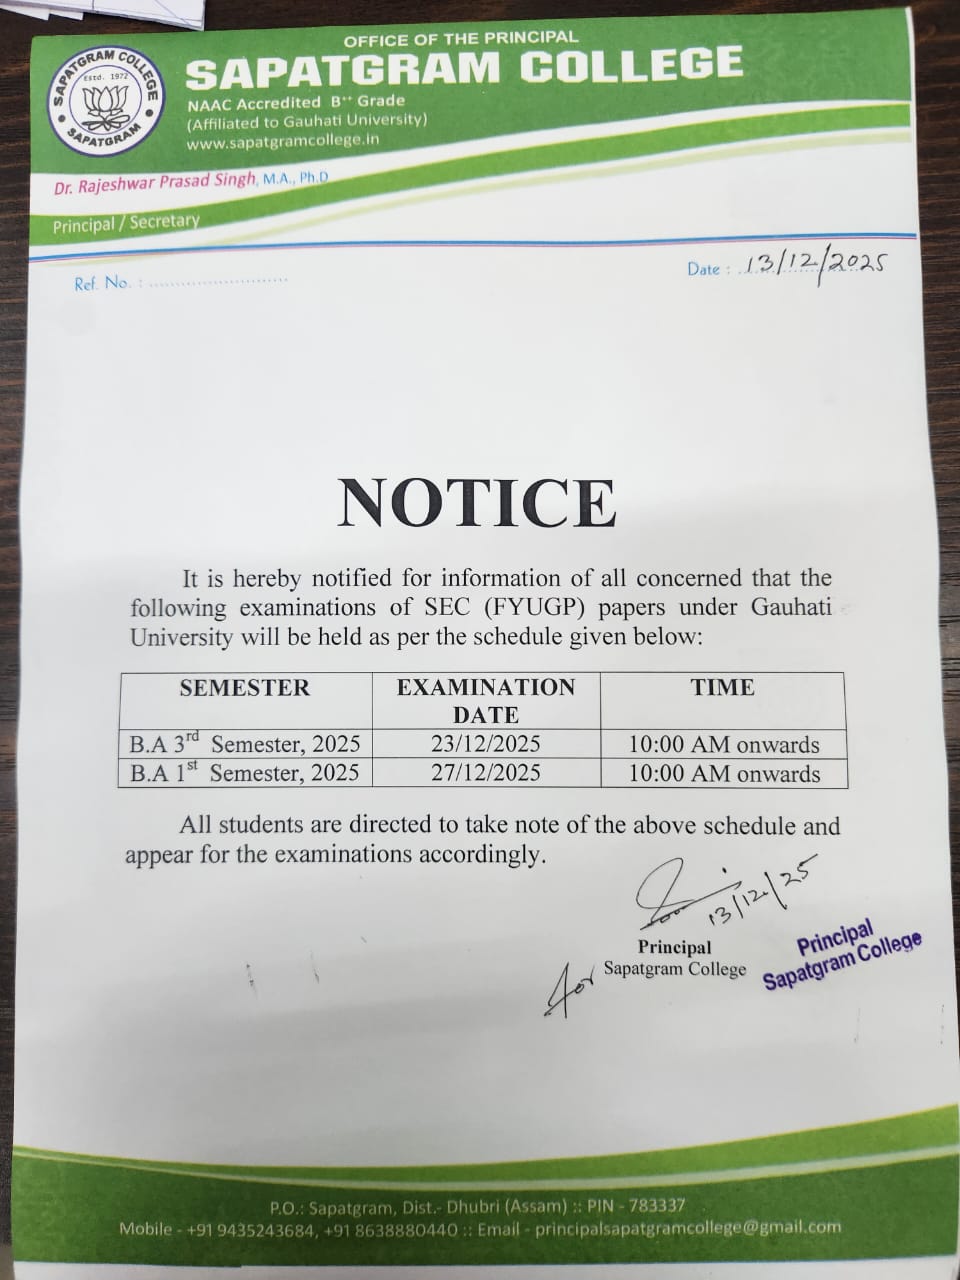 SAPATGRAM COLLEGE
Estd. 1972
SAPATGRAM
OFFICE OF THE PRINCIPAL
SAPATGRAM COLLEGE
NAAC Accredited B++ Grade
(Affiliated to Gauhati University)
www.sapatgramcollege.in
Dr. Rajeshwar Prasad Singh, M.A., Ph.D
Principal / Secretary
Ref. No. : ..............................
Date : 13/12/2025
NOTICE
It is hereby notified for information of all concerned that the
following examinations of SEC (FYUGP) papers under Gauhati
University will be held as per the schedule given below:
SEMESTER EXAMINATION DATE TIME
B.A 3rd Semester, 2025 23/12/2025 10:00 AM onwards
B.A 1st Semester, 2025 27/12/2025 10:00 AM onwards
All students are directed to take note of the above schedule and
appear for the examinations accordingly.
13/12/25
Principal
for Sapatgram College
Principal
Sapatgram College
P.O.: Sapatgram, Dist.- Dhubri (Assam) :: PIN - 783337
Mobile - +91 9435243684, +91 8638880440 :: Email - principalsapatgramcollege@gmail.com